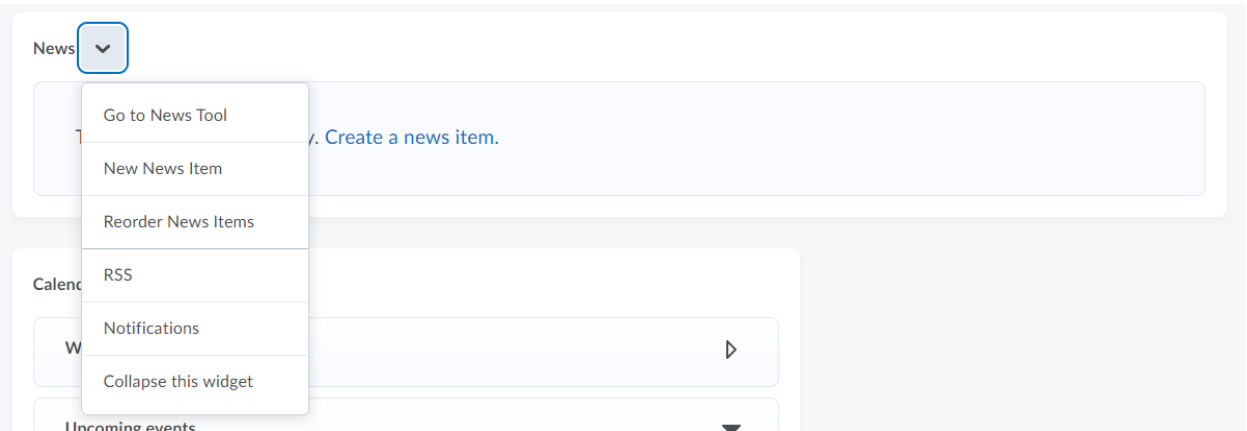 News
Go to News Tool
y. Create a news item.
New News Item
Reorder News Items
RSS
Calend
Notifications
W
Collapse this widget
Upcoming events